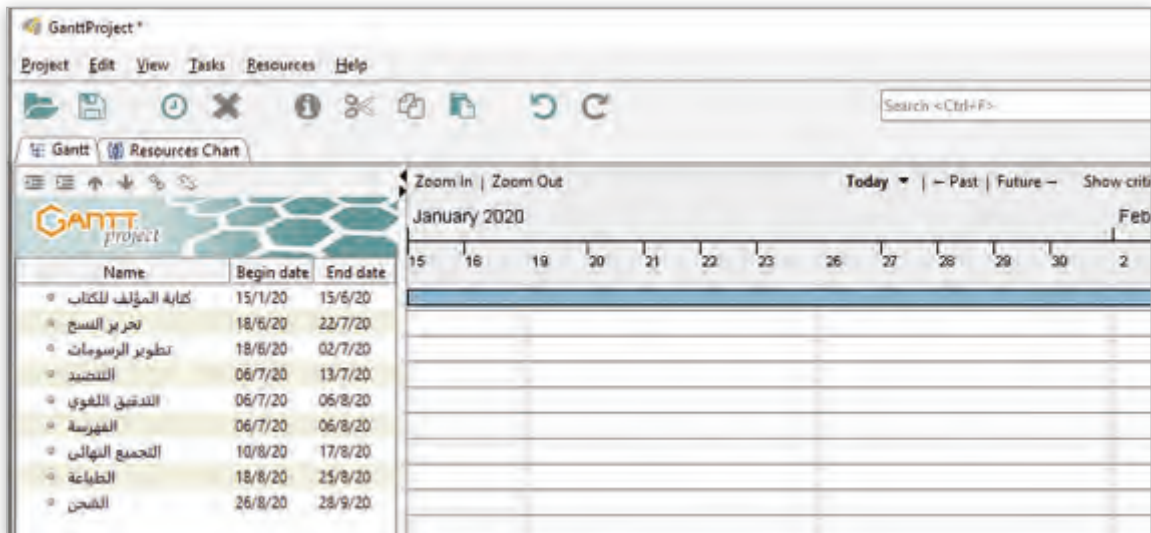 GanttProject *
Project Edit View Tasks Resources Help
Search <Ctrl+F>
Gantt Resources Chart
Zoom In | Zoom Out Today ▼ | ← Past | Future → Show criti
GANTT project
January 2020 Feb
15 16 19 20 21 22 23 26 27 28 29 30 2
Name Begin date End date
كتابة المؤلف للكتاب 15/1/20 15/6/20
تحرير النسخ 18/6/20 22/7/20
تطوير الرسومات 18/6/20 02/7/20
التنضيد 06/7/20 13/7/20
التدقيق اللغوي 06/7/20 06/8/20
الفهرسة 06/7/20 06/8/20
التجميع النهائي 10/8/20 17/8/20
الطباعة 18/8/20 25/8/20
الشحن 26/8/20 28/9/20